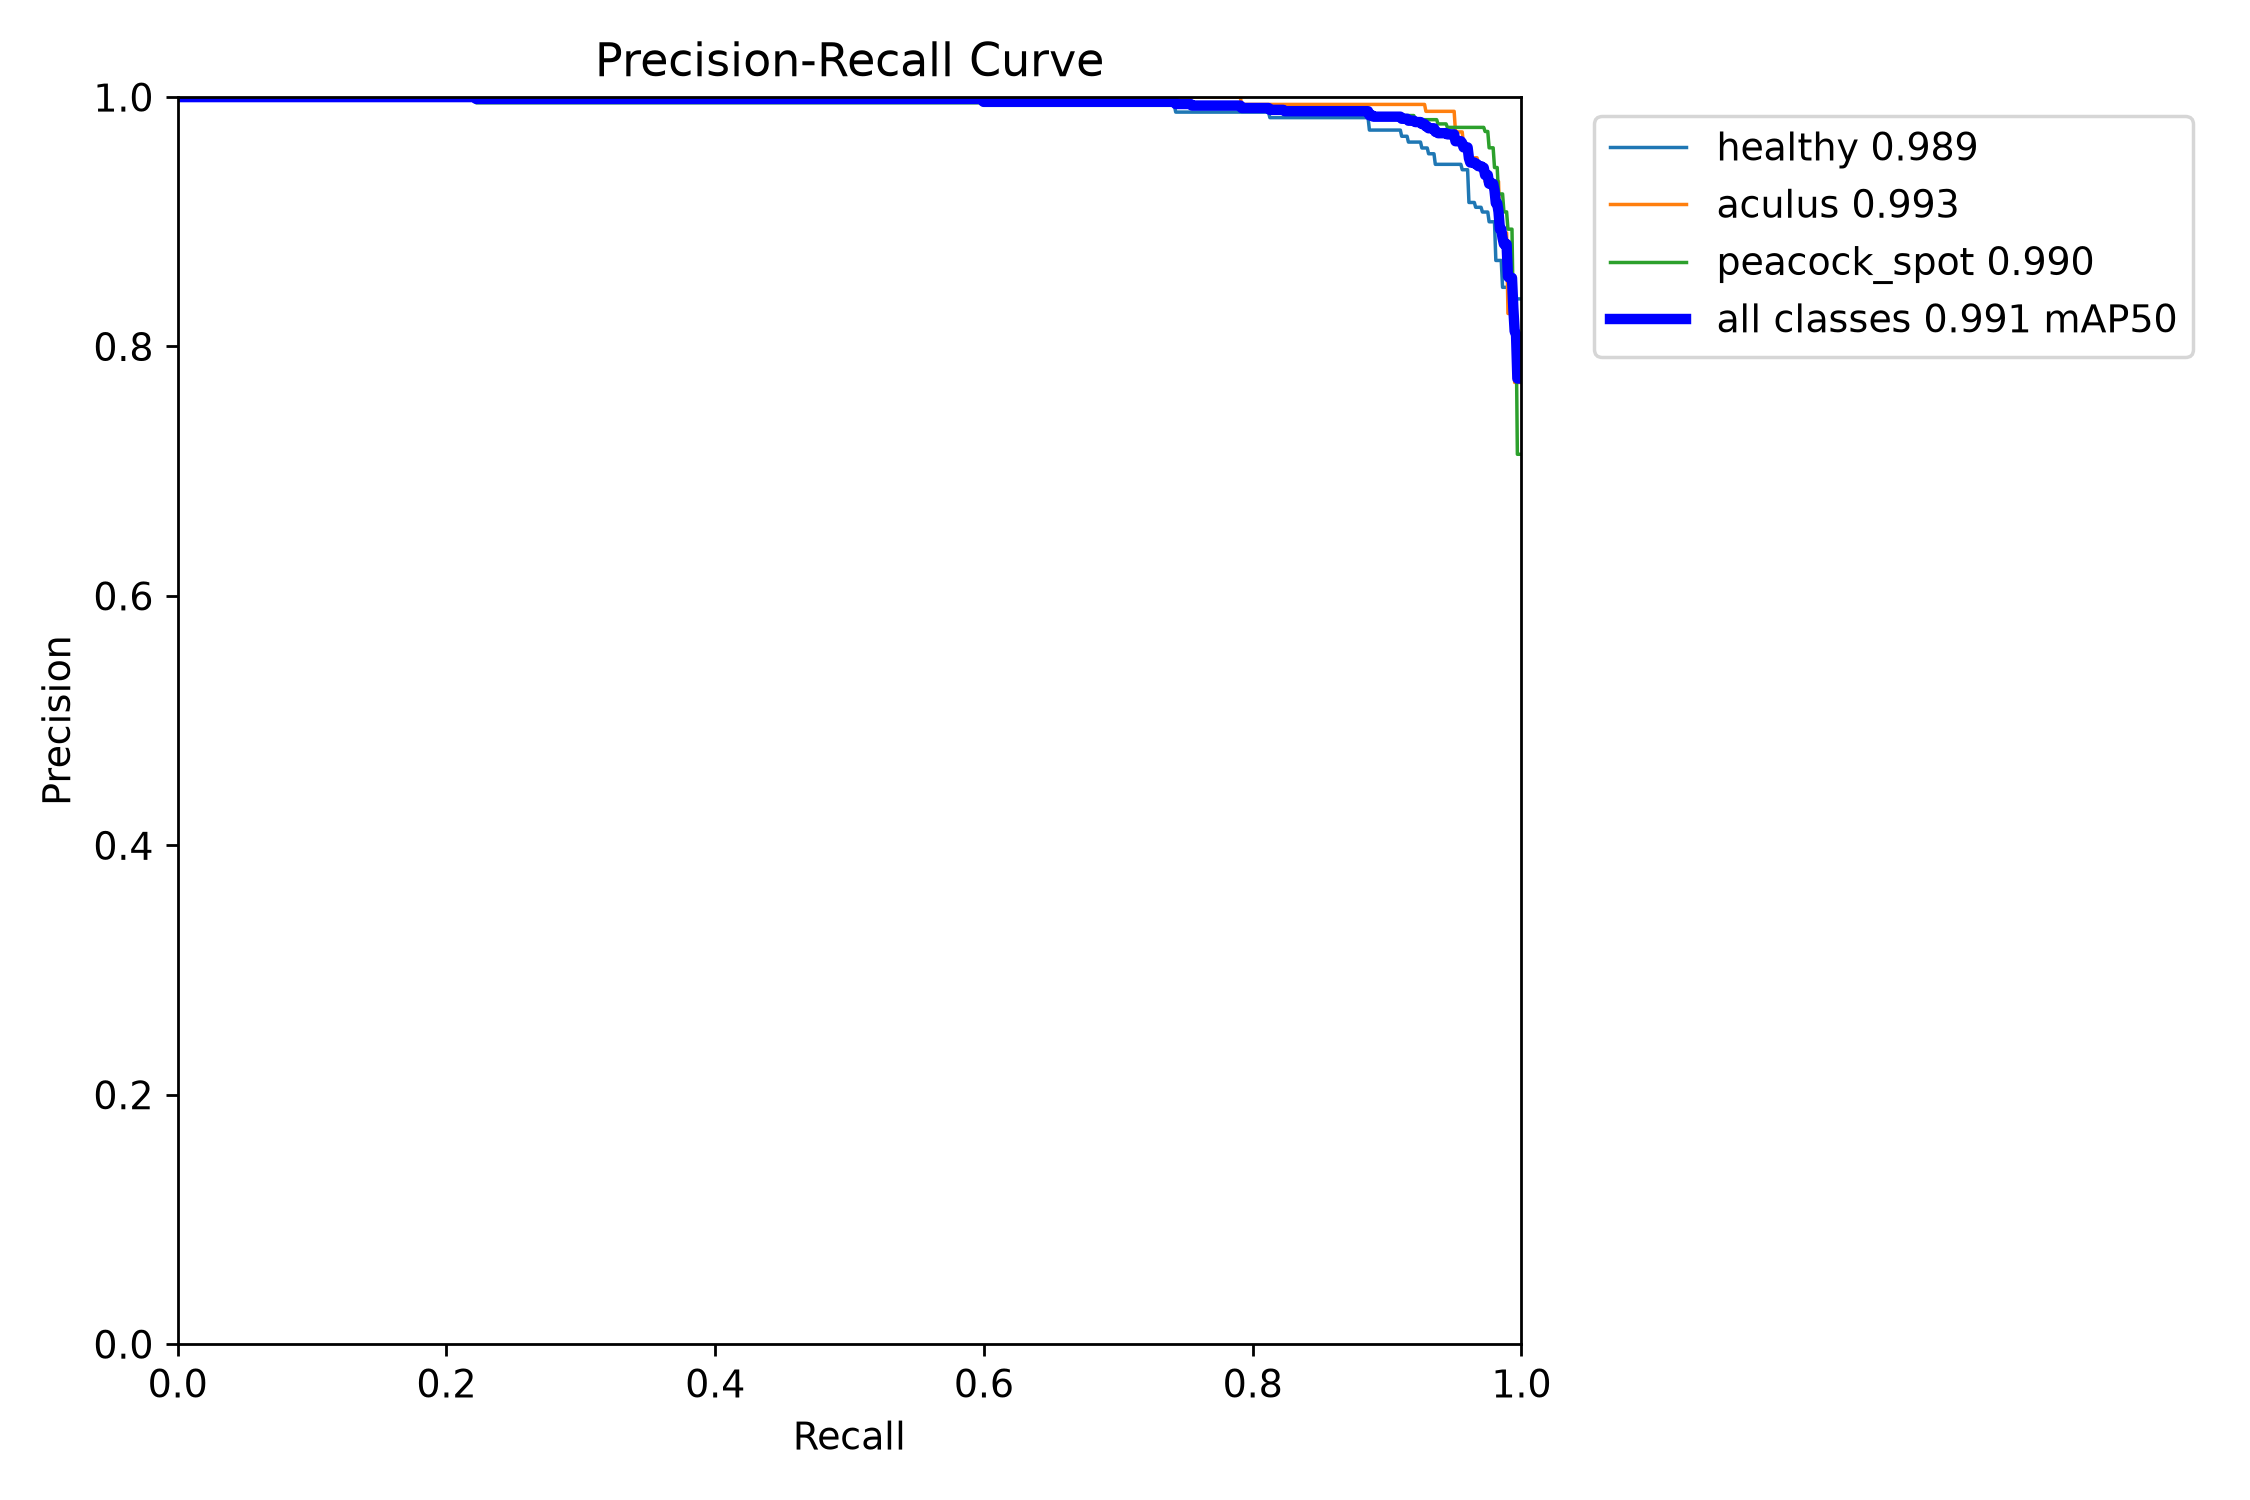 Precision-Recall Curve
1.0
0.8
0.6
0.4
0.2
0.0
Precision
0.0 0.2 0.4 0.6 0.8 1.0
Recall
healthy 0.989
aculus 0.993
peacock_spot 0.990
all classes 0.991 mAP50